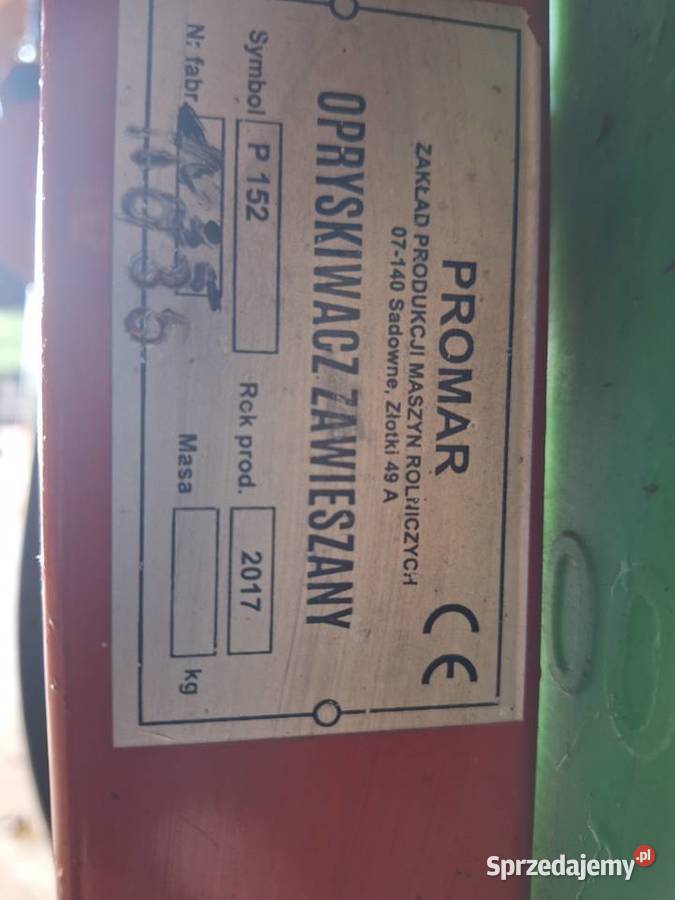 PROMAR
CE
ZAKŁAD PRODUKCJI MASZYN ROLNICZYCH
07-140 Sadowne, Złotki 49 A
OPRYSKIWACZ ZAWIESZANY
Symbol P 152 Rok prod. 2017
N: fabr Masa kg
Sprzedajemy.pl